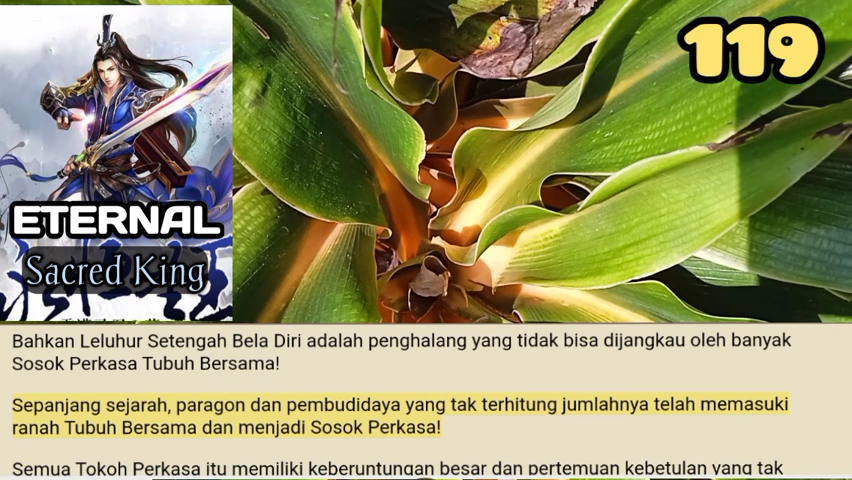 119
ETERNAL
Sacred King
Bahkan Leluhur Setengah Bela Diri adalah penghalang yang tidak bisa dijangkau oleh banyak
Sosok Perkasa Tubuh Bersama!
Sepanjang sejarah, paragon dan pembudidaya yang tak terhitung jumlahnya telah memasuki
ranah Tubuh Bersama dan menjadi Sosok Perkasa!
Semua Tokoh Perkasa itu memiliki keberuntungan besar dan pertemuan kebetulan yang tak